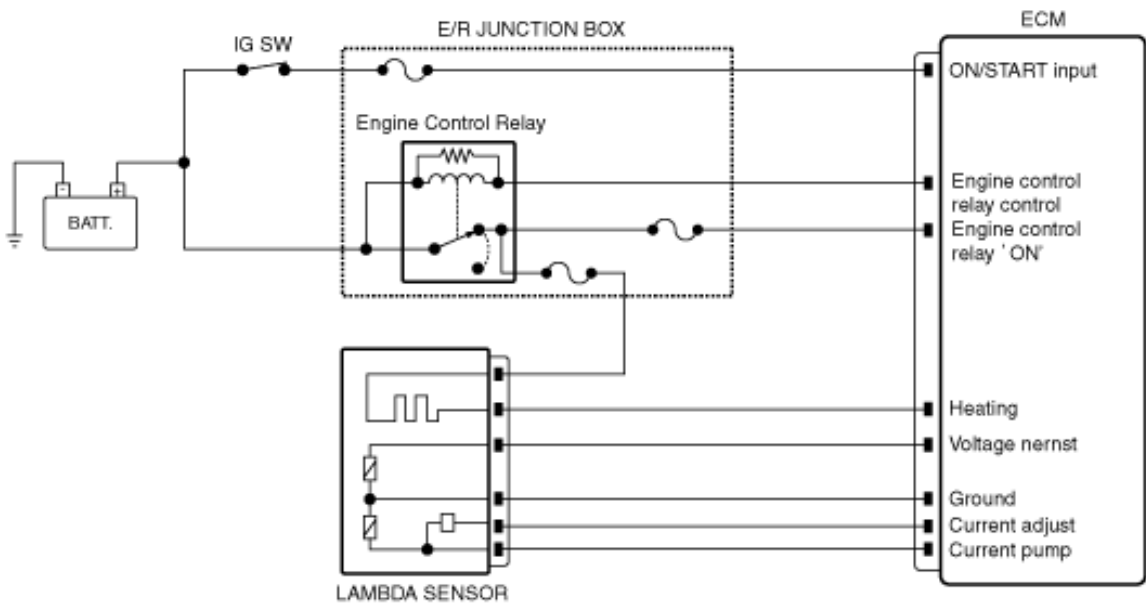 E/R JUNCTION BOX
ECM
IG SW
ON/START input
Engine Control Relay
- +
BATT.
Engine control
relay control
Engine control
relay ' ON'
Heating
Voltage nernst
Ground
Current adjust
Current pump
LAMBDA SENSOR